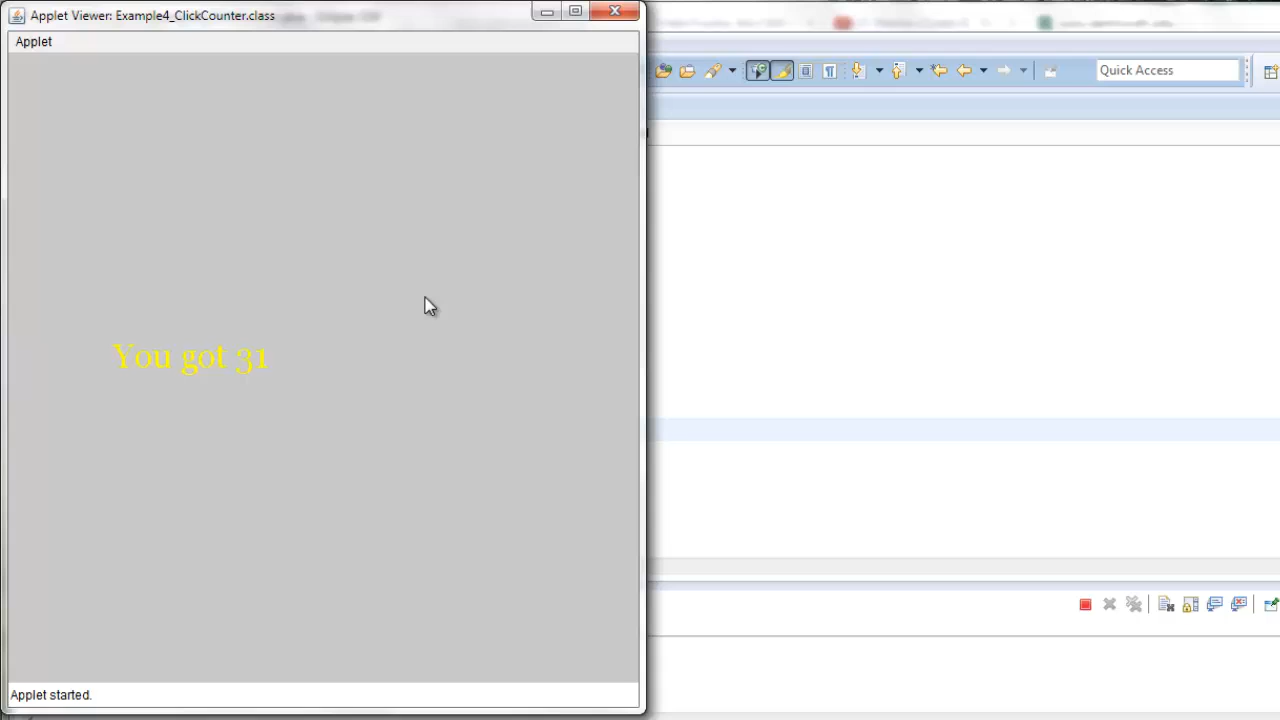 Applet Viewer: Example4_ClickCounter.class
Applet
Quick Access
You got 31
Applet started.